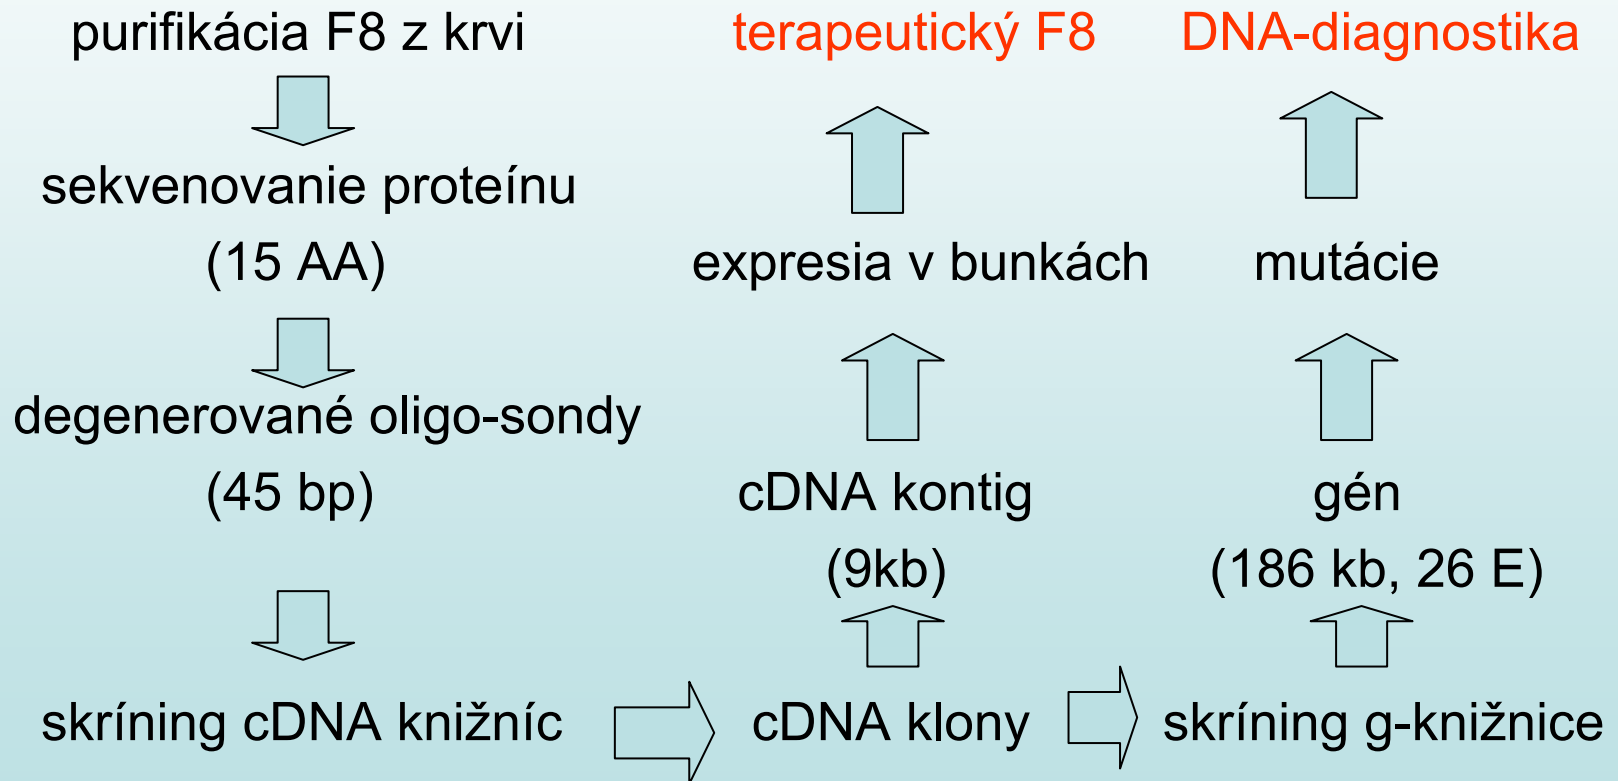 purifikácia F8 z krvi
sekvenovanie proteínu
(15 AA)
degenerované oligo-sondy
(45 bp)
skríning cDNA knižníc
terapeutický F8
expresia v bunkách
cDNA kontig
(9kb)
cDNA klony
DNA-diagnostika
mutácie
gén
(186 kb, 26 E)
skríning g-knižnice